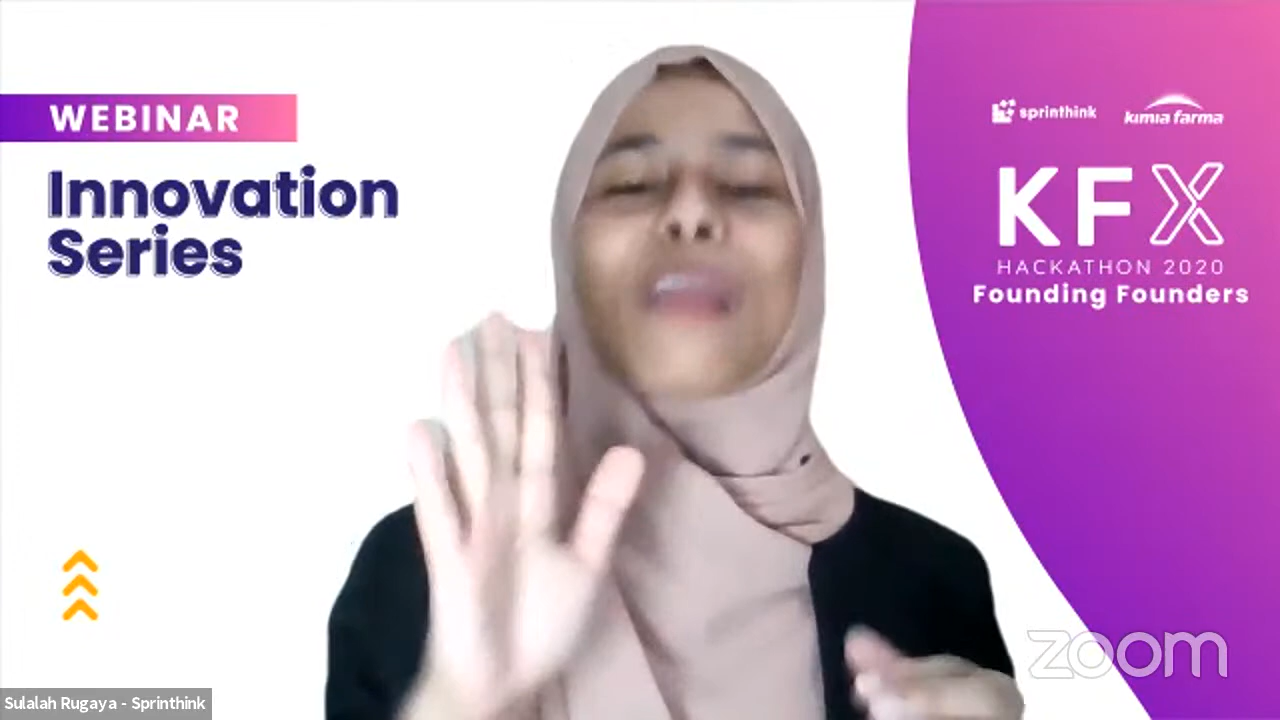 WEBINAR
Innovation
Series
sprinthink
kimia farma
KFX
HACKATHON 2020
Founding Founders
zoom
Sulalah Rugaya - Sprinthink